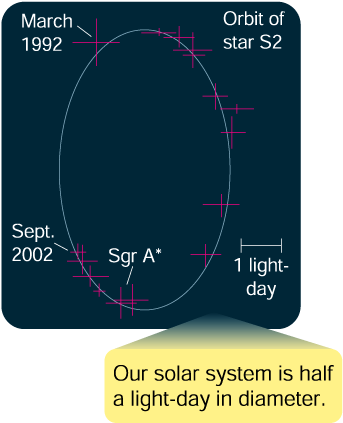 March
1992
Orbit of
star S2
Sept.
2002
Sgr A*
1 light-
day
Our solar system is half
a light-day in diameter.